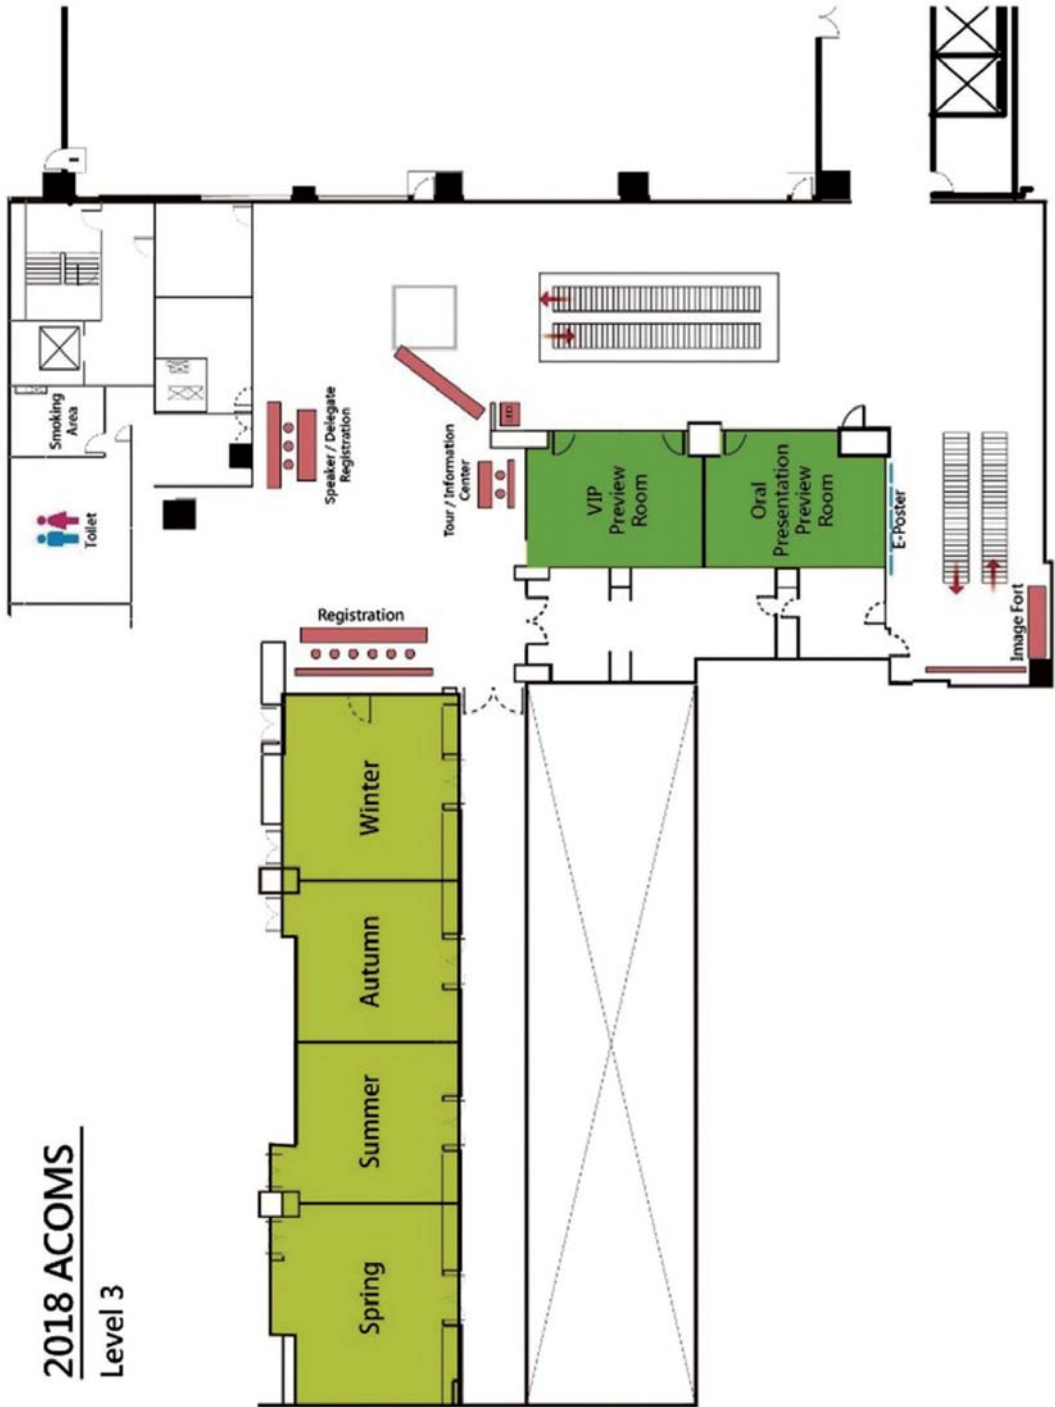 2018 ACOMS
Level 3
Spring
Summer
Autumn
Winter
Registration
Toilet
Smoking
Area
Speaker / Delegate
Registration
Tour / Information
Center
LED
VIP
Preview
Room
Oral
Presentation
Preview
Room
E-Poster
Image Fort